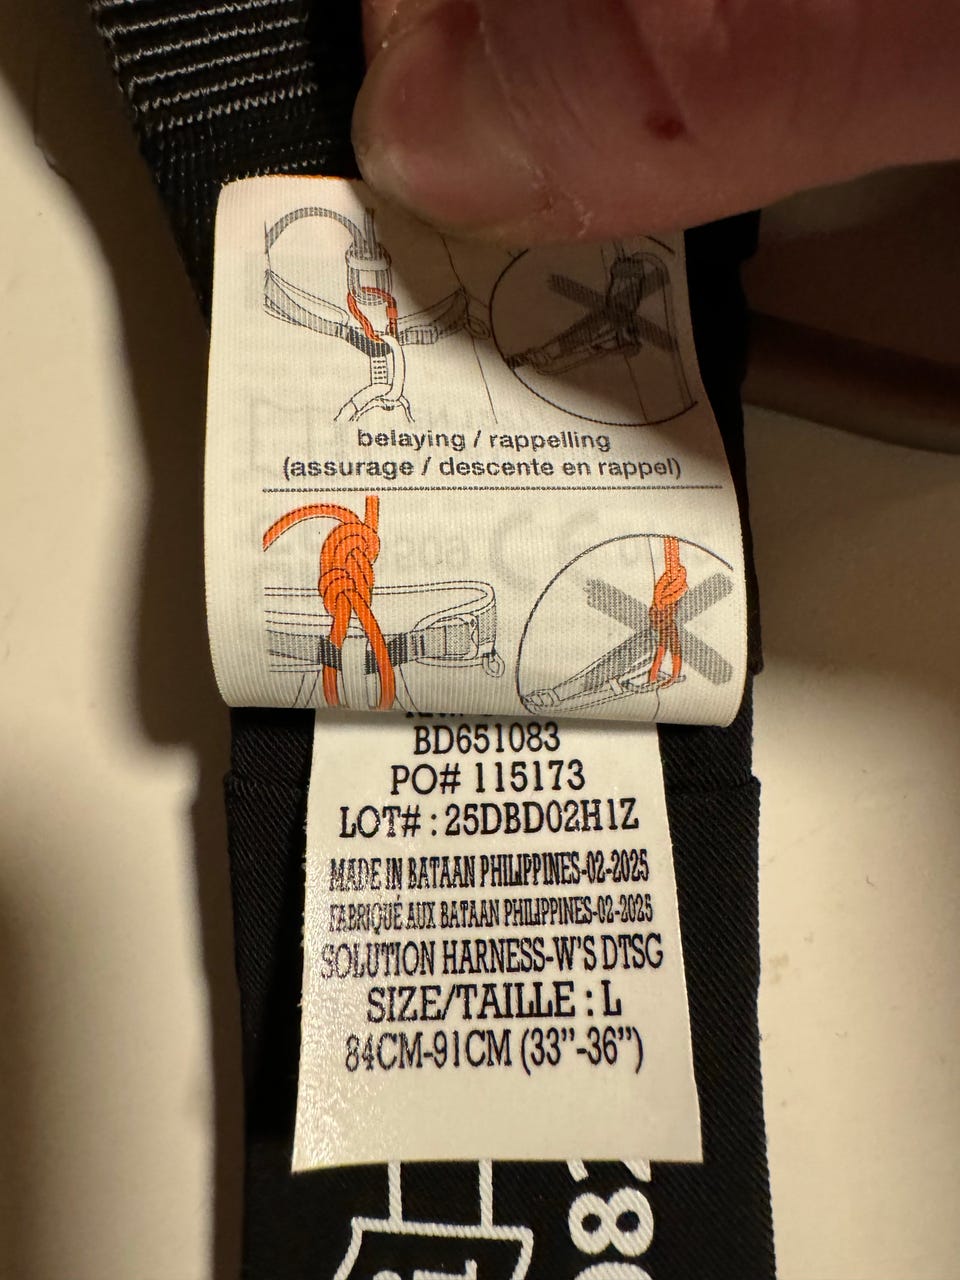 belaying / rappelling
(assurage / descente en rappel)
BD651083
PO# 115173
LOT# : 25DBD02H1Z
MADE IN BATAAN PHILIPPINES-02-2025
FABRIQUÉ AUX BATAAN PHILIPPINES-02-2025
SOLUTION HARNESS-W'S DTSG
SIZE/TAILLE : L
84CM-91CM (33”-36”)